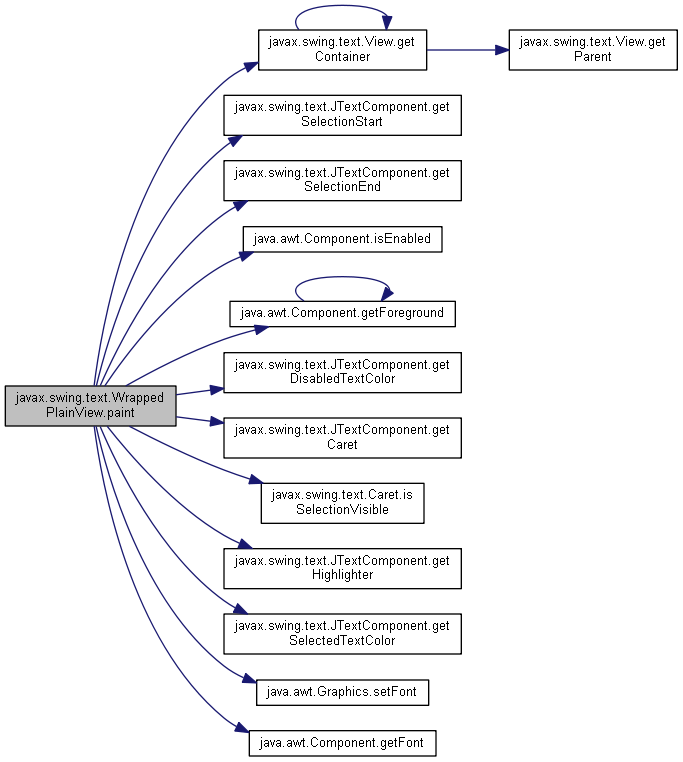 javax.swing.text.View.get
Container
javax.swing.text.View.get
Parent
javax.swing.text.JTextComponent.get
SelectionStart
javax.swing.text.JTextComponent.get
SelectionEnd
java.awt.Component.isEnabled
java.awt.Component.getForeground
javax.swing.text.JTextComponent.get
DisabledTextColor
javax.swing.text.Wrapped
PlainView.paint
javax.swing.text.JTextComponent.get
Caret
javax.swing.text.Caret.is
SelectionVisible
javax.swing.text.JTextComponent.get
Highlighter
javax.swing.text.JTextComponent.get
SelectedTextColor
java.awt.Graphics.setFont
java.awt.Component.getFont